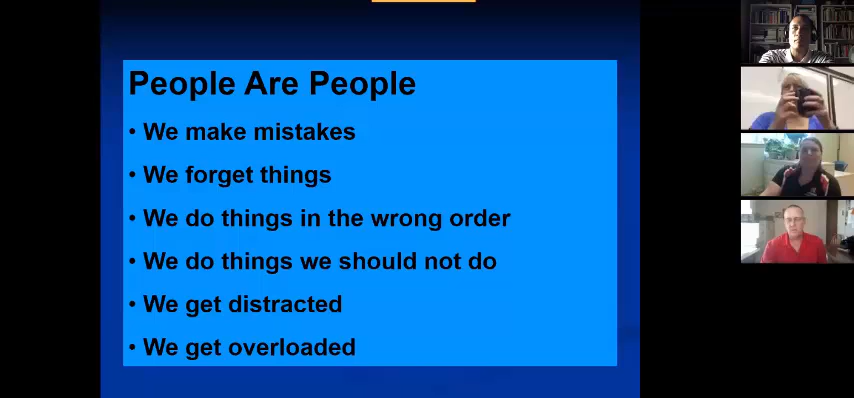 People Are People
• We make mistakes
• We forget things
• We do things in the wrong order
• We do things we should not do
• We get distracted
• We get overloaded